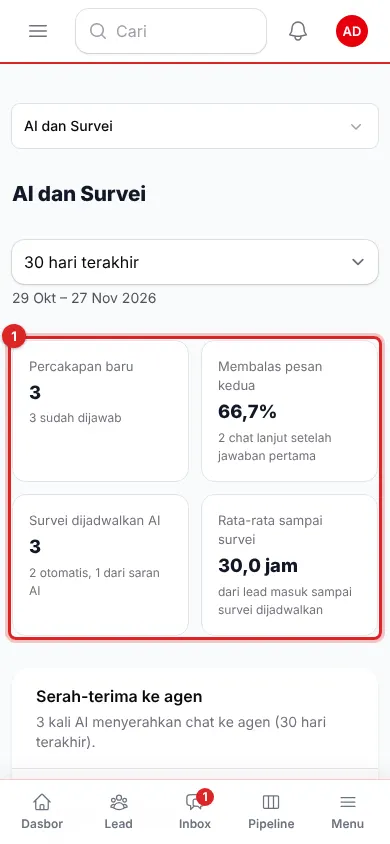 Cari
AD
AI dan Survei
AI dan Survei
30 hari terakhir
29 Okt – 27 Nov 2026
1
Percakapan baru
3
3 sudah dijawab
Membalas pesan
kedua
66,7%
2 chat lanjut setelah
jawaban pertama
Survei dijadwalkan AI
3
2 otomatis, 1 dari saran
AI
Rata-rata sampai
survei
30,0 jam
dari lead masuk sampai
survei dijadwalkan
Serah-terima ke agen
3 kali AI menyerahkan chat ke agen (30 hari
terakhir).
1
Dasbor
Lead
Inbox
Pipeline
Menu